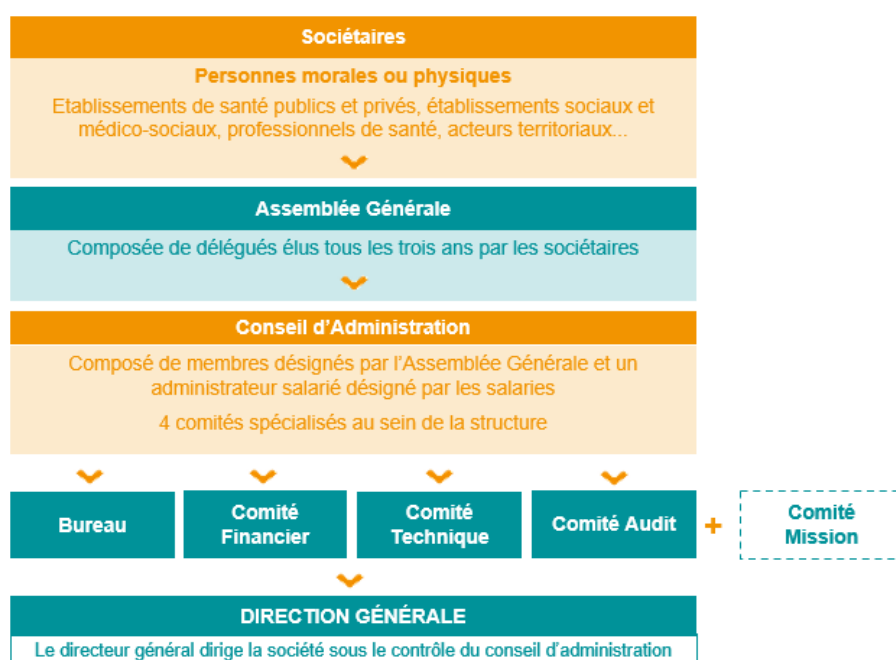 Sociétaires
Personnes morales ou physiques
Etablissements de santé publics et privés, établissements sociaux et
médico-sociaux, professionnels de santé, acteurs territoriaux...
Assemblée Générale
Composée de délégués élus tous les trois ans par les sociétaires
Conseil d’Administration
Composé de membres désignés par l’Assemblée Générale et un
administrateur salarié désigné par les salaries
4 comités spécialisés au sein de la structure
Bureau
Comité
Financier
Comité
Technique
Comité Audit
+
Comité
Mission
DIRECTION GÉNÉRALE
Le directeur général dirige la société sous le contrôle du conseil d’administration